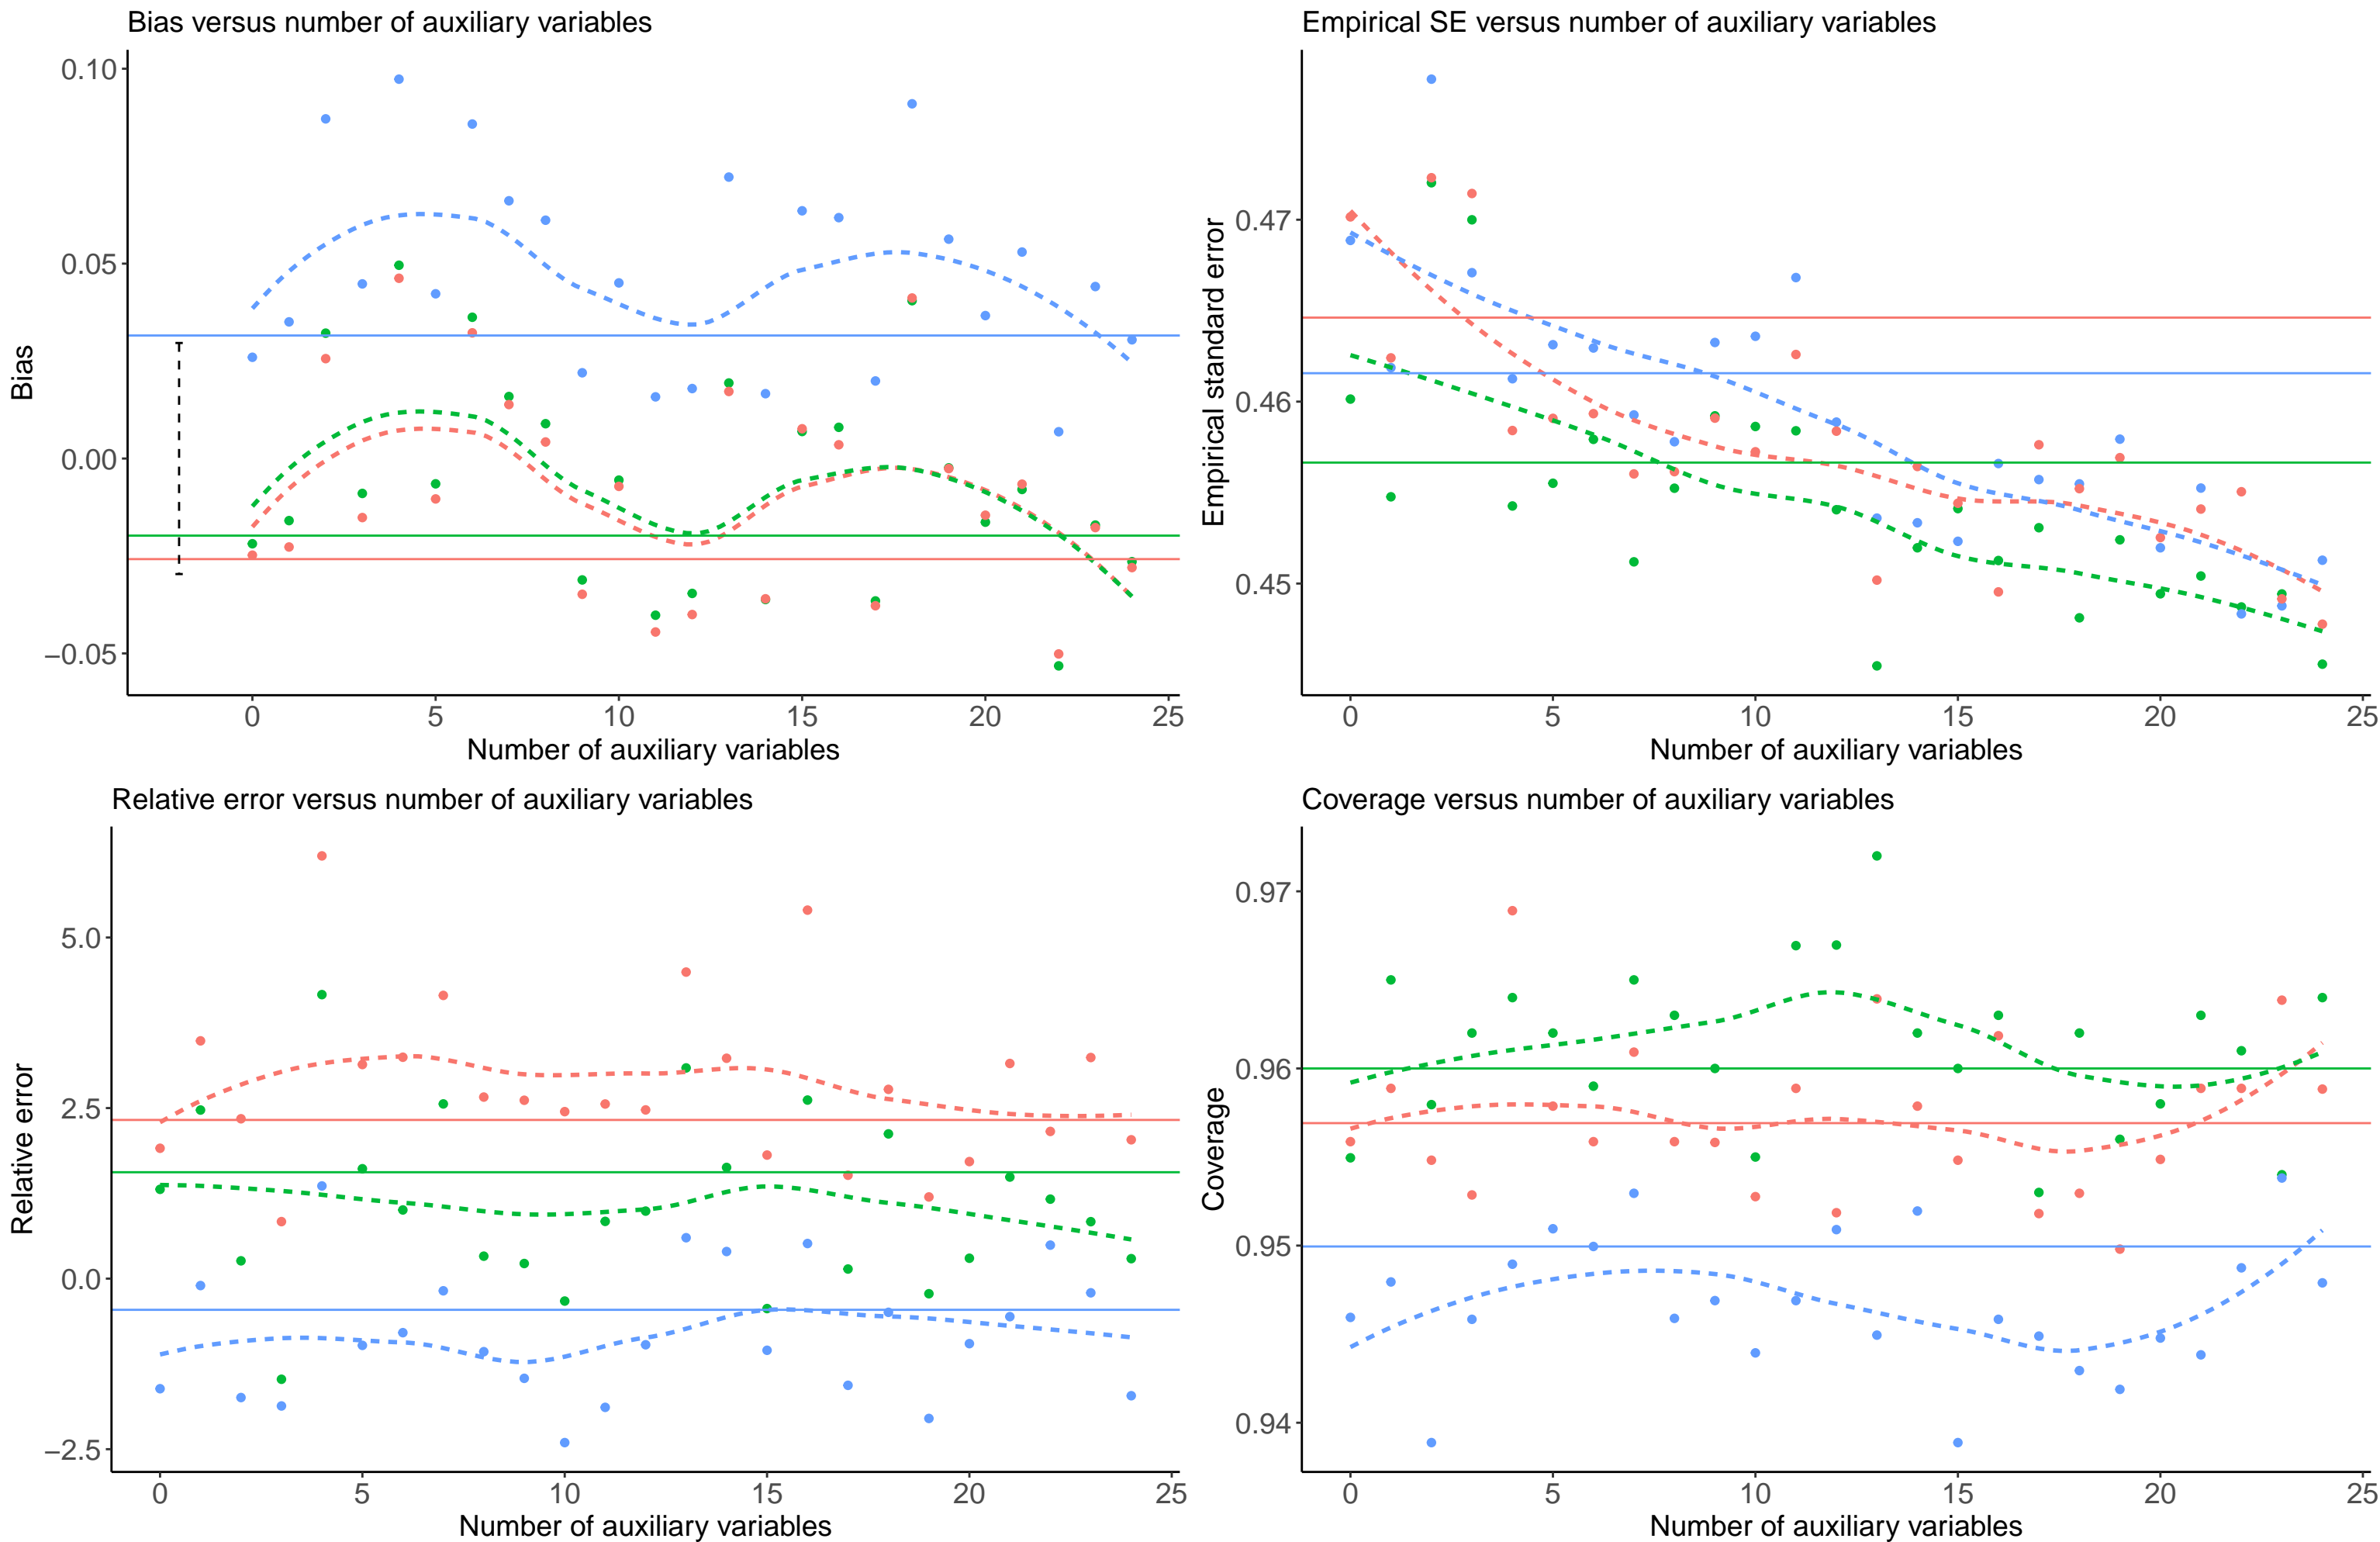 Bias versus number of auxiliary variables
0.10
0.05
0.00
−0.05
Bias
0 5 10 15 20 25
Number of auxiliary variables
Empirical SE versus number of auxiliary variables
0.47
0.46
0.45
Empirical standard error
0 5 10 15 20 25
Number of auxiliary variables
Relative error versus number of auxiliary variables
5.0
2.5
0.0
−2.5
Relative error
0 5 10 15 20 25
Number of auxiliary variables
Coverage versus number of auxiliary variables
0.97
0.96
0.95
0.94
Coverage
0 5 10 15 20 25
Number of auxiliary variables